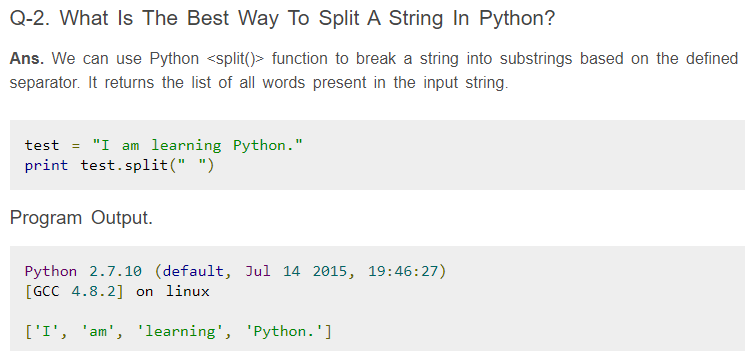 Q-2. What Is The Best Way To Split A String In Python?
Ans. We can use Python <split()> function to break a string into substrings based on the defined
separator. It returns the list of all words present in the input string.
test = "I am learning Python."
print test.split(" ")
Program Output.
Python 2.7.10 (default, Jul 14 2015, 19:46:27)
[GCC 4.8.2] on linux
['I', 'am', 'learning', 'Python.']